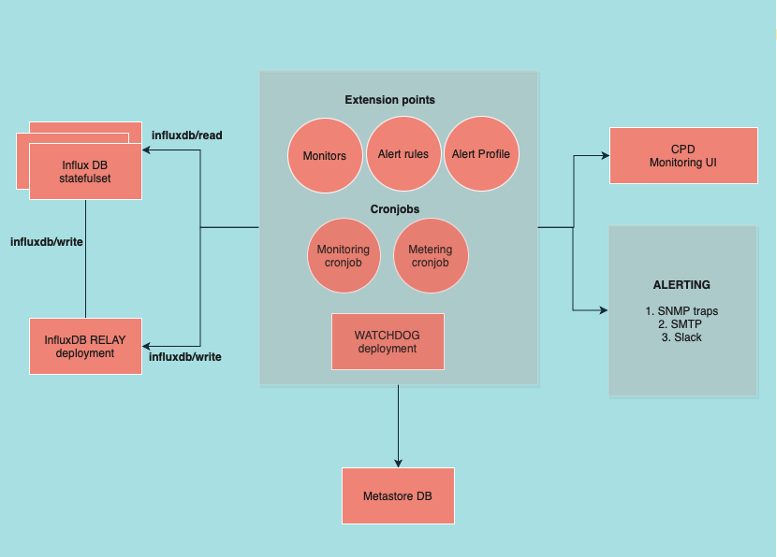 Extension points
influxdb/read
Monitors
Alert rules
Alert Profile
Influx DB
statefulset
CPD
Monitoring UI
Cronjobs
influxdb/write
Monitoring
cronjob
Metering
cronjob
ALERTING
1. SNMP traps
2. SMTP
3. Slack
InfluxDB RELAY
deployment
influxdb/write
WATCHDOG
deployment
Metastore DB